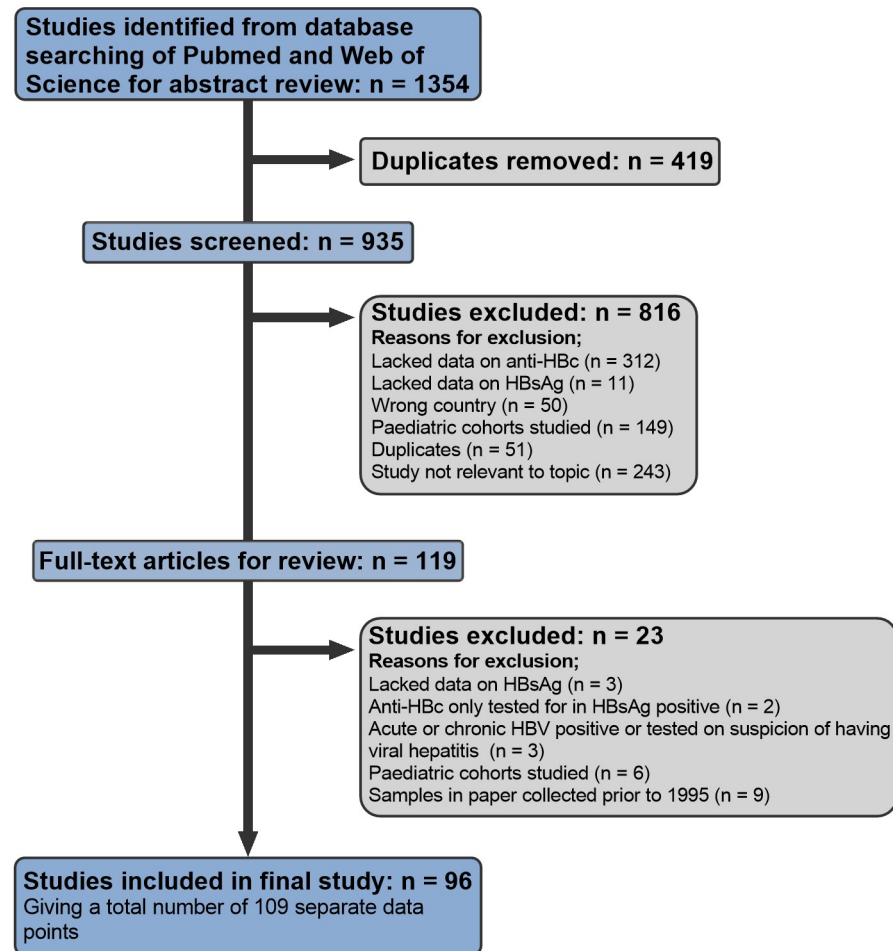 Studies identified from database
searching of Pubmed and Web of
Science for abstract review: n = 1354
Duplicates removed: n = 419
Studies screened: n = 935
Studies excluded: n = 816
Reasons for exclusion;
Lacked data on anti-HBc (n = 312)
Lacked data on HBsAg (n = 11)
Wrong country (n = 50)
Paediatric cohorts studied (n = 149)
Duplicates (n = 51)
Study not relevant to topic (n = 243)
Full-text articles for review: n = 119
Studies excluded: n = 23
Reasons for exclusion;
Lacked data on HBsAg (n = 3)
Anti-HBc only tested for in HBsAg positive (n = 2)
Acute or chronic HBV positive or tested on suspicion of having
viral hepatitis (n = 3)
Paediatric cohorts studied (n = 6)
Samples in paper collected prior to 1995 (n = 9)
Studies included in final study: n = 96
Giving a total number of 109 separate data
points